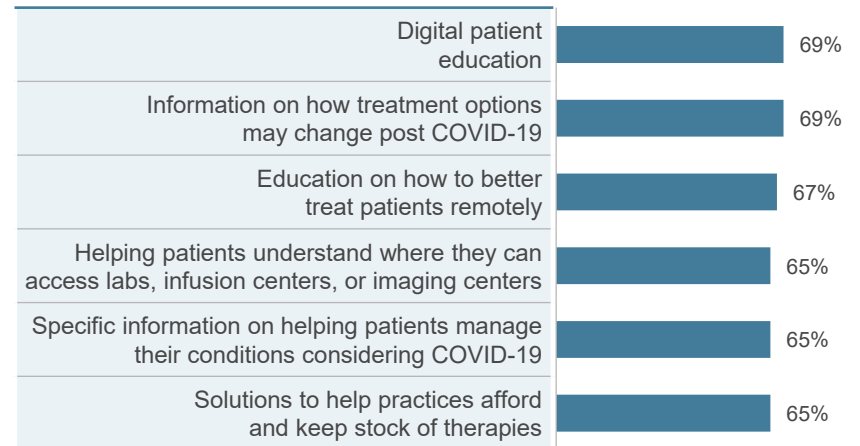 Digital patient
education
69%
Information on how treatment options
may change post COVID-19
69%
Education on how to better
treat patients remotely
67%
Helping patients understand where they can
access labs, infusion centers, or imaging centers
65%
Specific information on helping patients manage
their conditions considering COVID-19
65%
Solutions to help practices afford
and keep stock of therapies
65%